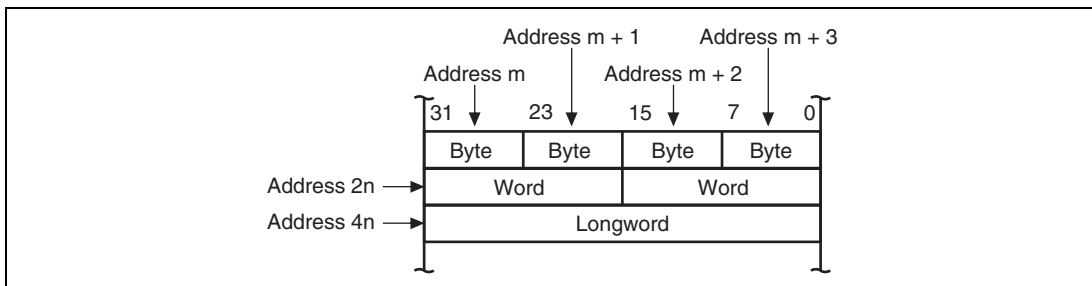 Address m + 1 Address m + 3
Address m Address m + 2
31 23 15 7 0
Byte Byte Byte Byte
Address 2n Word Word
Address 4n Longword